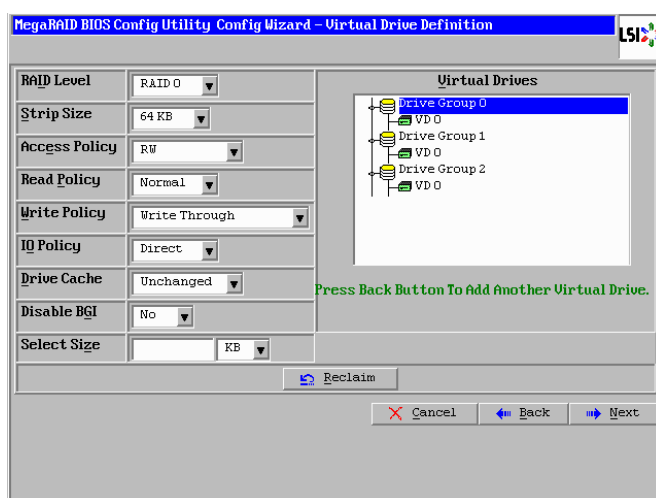 MegaRAID BIOS Config Utility Config Wizard – Virtual Drive Definition
LSI
RAID Level RAID 0
Strip Size 64 KB
Access Policy RW
Read Policy Normal
Write Policy Write Through
IO Policy Direct
Drive Cache Unchanged
Disable BGI No
Select Size KB
Virtual Drives
Drive Group 0
VD 0
Drive Group 1
VD 0
Drive Group 2
VD 0
Press Back Button To Add Another Virtual Drive.
Reclaim
Cancel Back Next